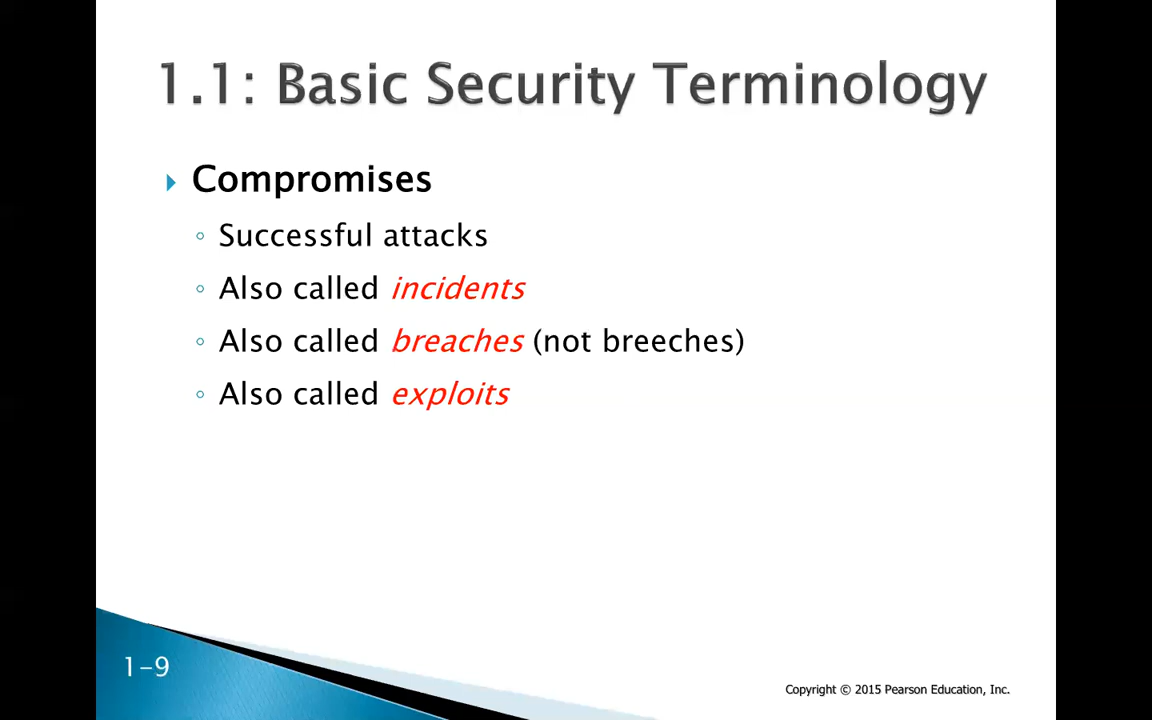 1.1: Basic Security Terminology
Compromises
Successful attacks
Also called incidents
Also called breaches (not breeches)
Also called exploits
1-9
Copyright © 2015 Pearson Education, Inc.